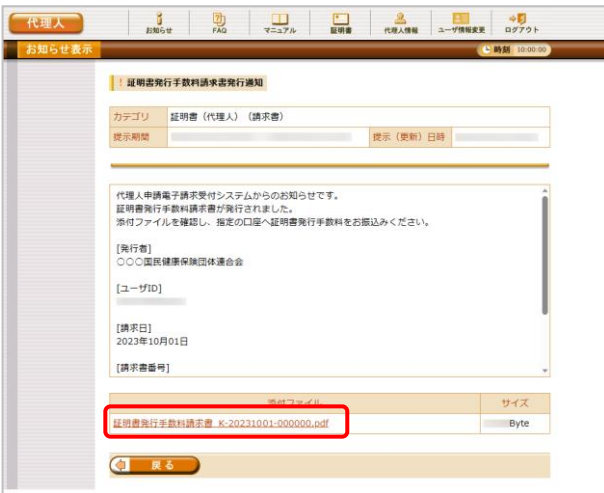 代理人
お知らせ
FAQ
マニュアル
証明書
代理人情報
ユーザ情報変更
ログアウト
お知らせ表示
時刻 10:00:00
! 証明書発行手数料請求書発行通知
カテゴリ 証明書(代理人)(請求書)
提示期間
提示(更新)日時
代理人申請電子請求受付システムからのお知らせです。
証明書発行手数料請求書が発行されました。
添付ファイルを確認し、指定の口座へ証明書発行手数料をお振込みください。
[発行者]
○○○国民健康保険団体連合会
[ユーザID]
[請求日]
2023年10月01日
[請求書番号]
添付ファイル サイズ
証明書発行手数料請求書_K-20231001-000000.pdf Byte
戻る